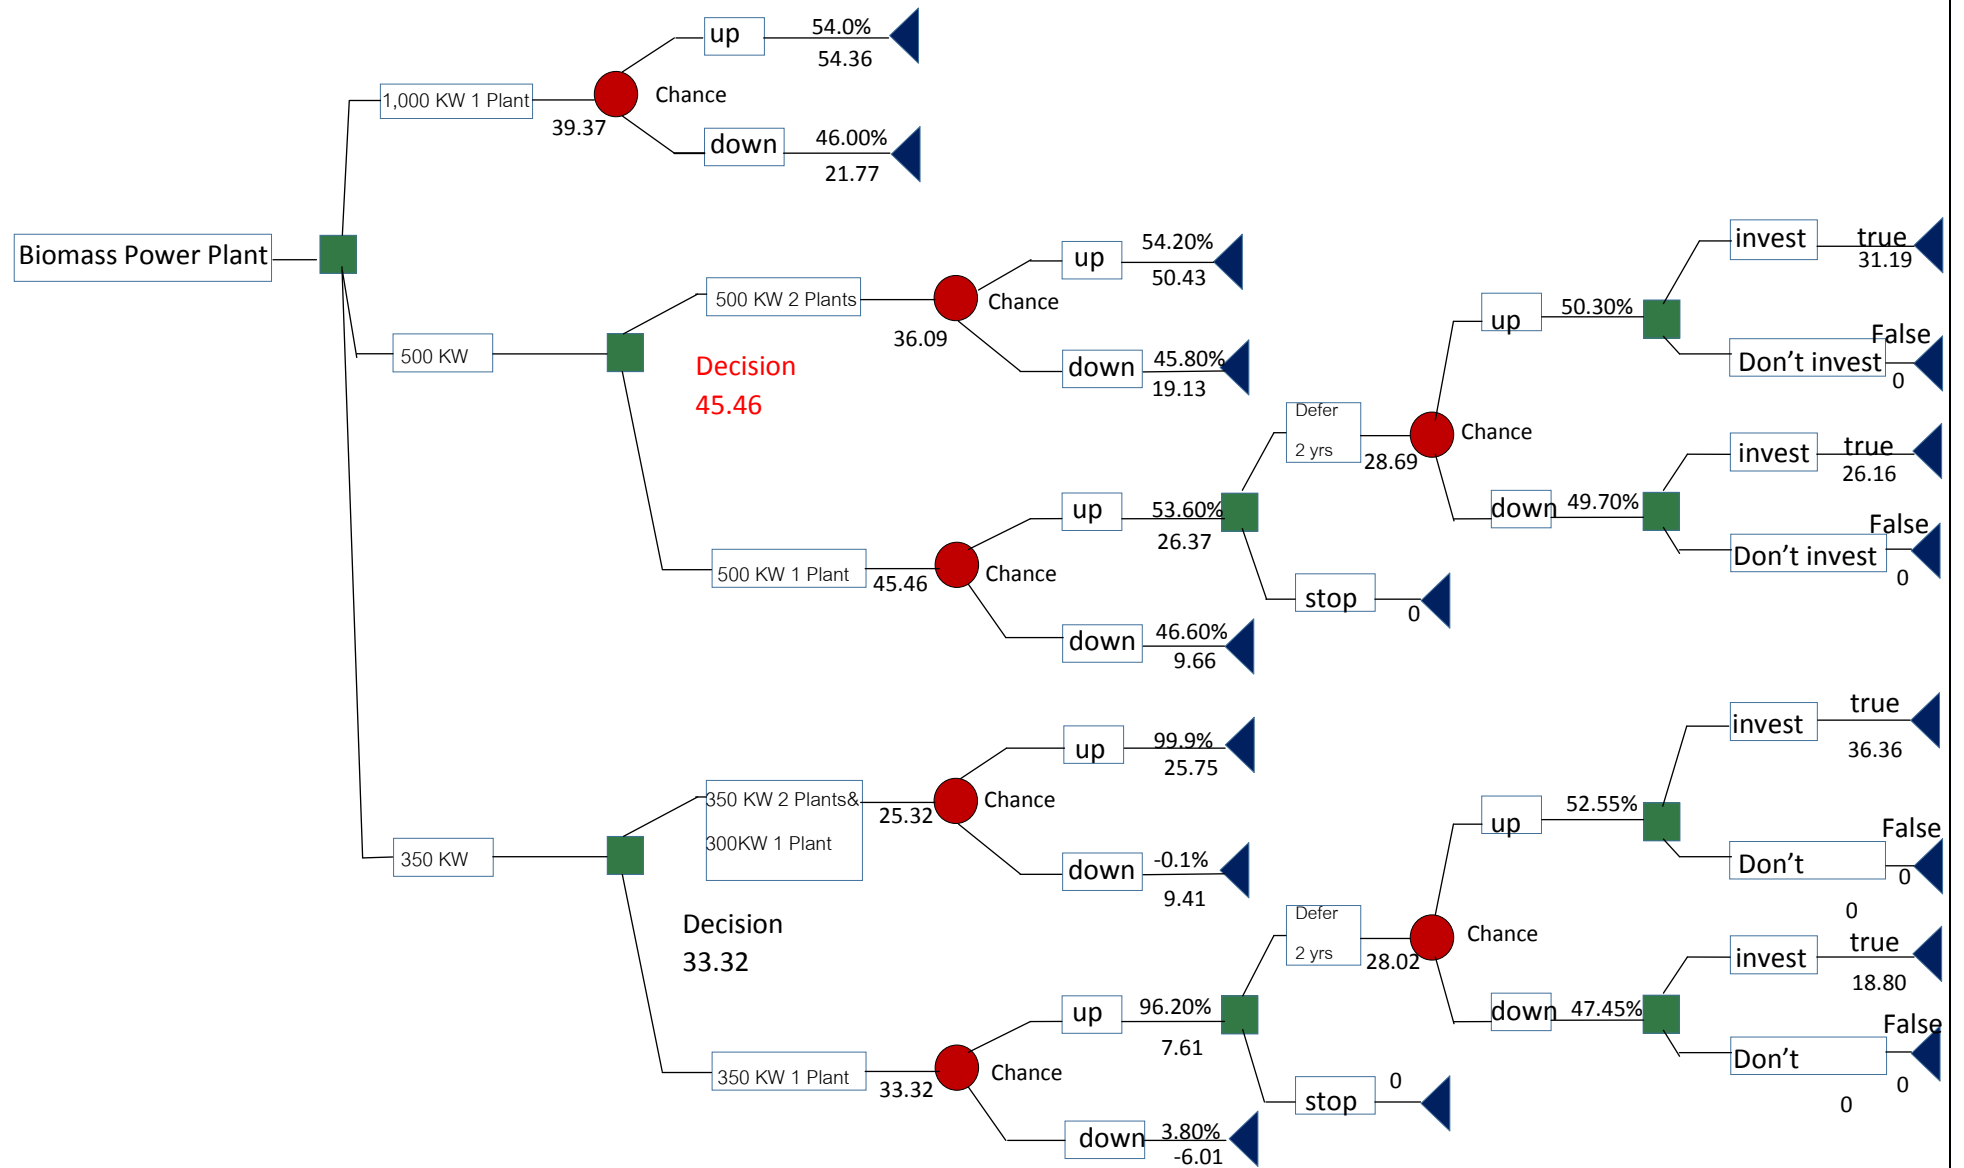 Biomass Power Plant
1,000 KW 1 Plant
39.37
Chance
up
54.0%
54.36
down
46.00%
21.77
500 KW
Decision
45.46
500 KW 2 Plants
36.09
Chance
up
54.20%
50.43
down
45.80%
19.13
500 KW 1 Plant
45.46
Chance
up
53.60%
26.37
Defer
2 yrs
28.69
Chance
up
50.30%
invest
true
31.19
Don't invest
False
0
down
49.70%
invest
true
26.16
Don't invest
False
0
stop
0
down
46.60%
9.66
350 KW
Decision
33.32
350 KW 2 Plants&
300KW 1 Plant
25.32
Chance
up
99.9%
25.75
down
-0.1%
9.41
350 KW 1 Plant
33.32
Chance
up
96.20%
7.61
Defer
2 yrs
28.02
Chance
up
52.55%
invest
true
36.36
Don't
False
0
0
down
47.45%
invest
true
18.80
Don't
False
0
0
stop
0
down
3.80%
-6.01